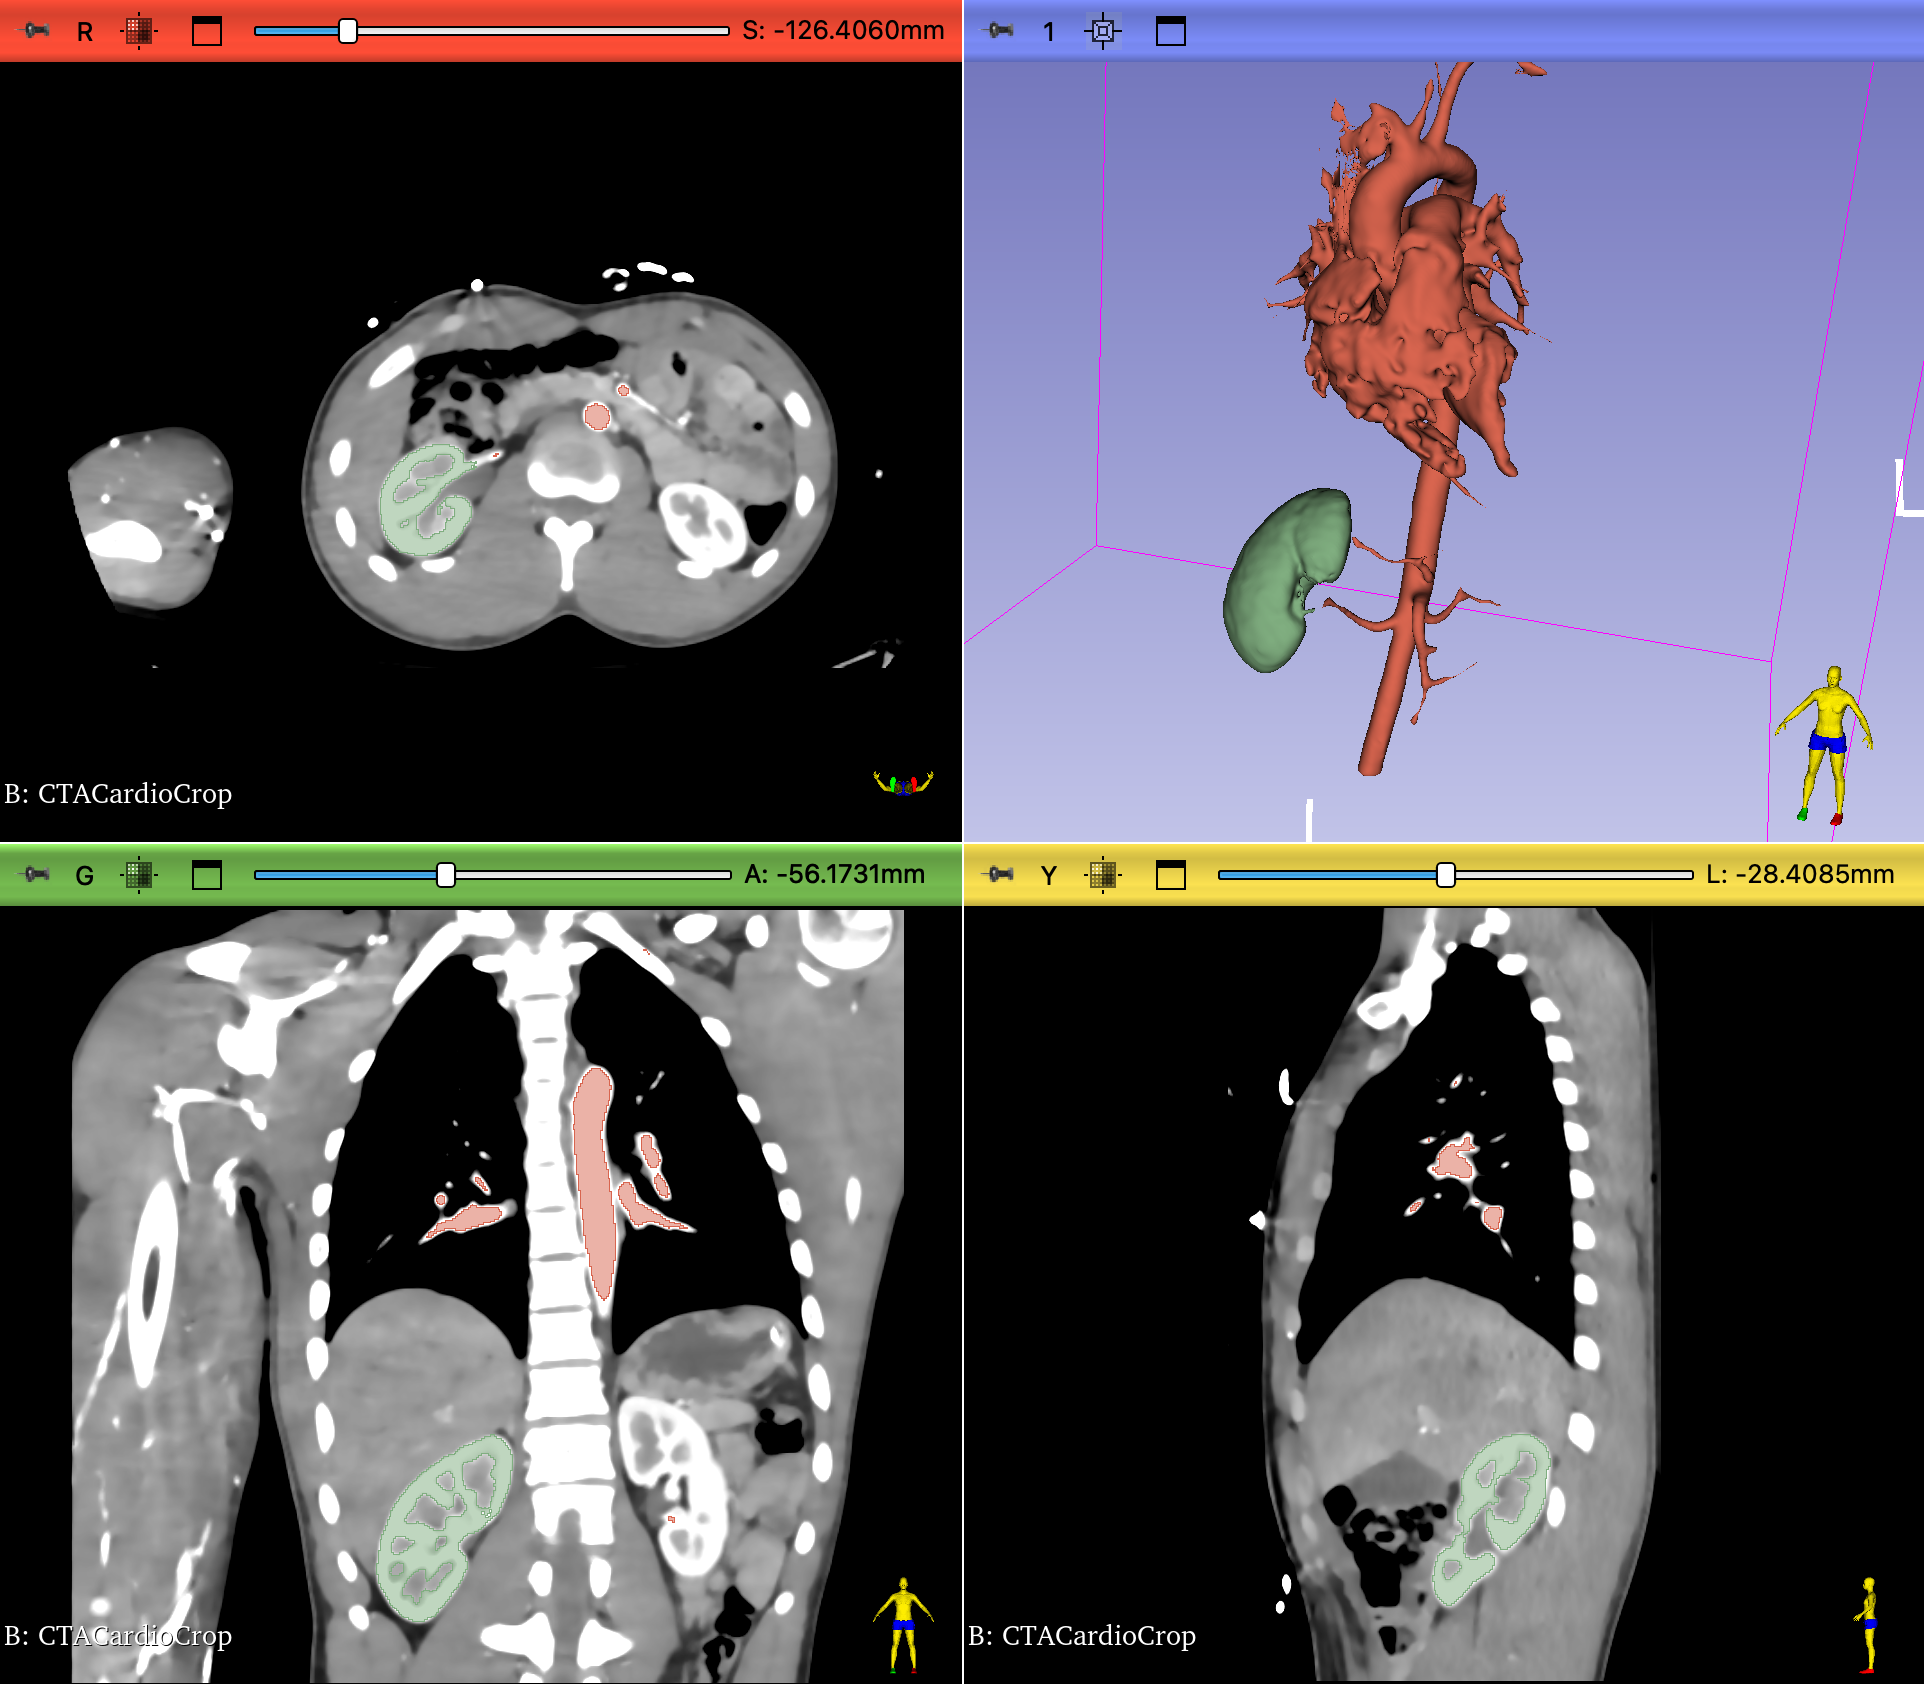 R S: -126.4060mm
1
B: CTACardioCrop
G A: -56.1731mm
Y L: -28.4085mm
B: CTACardioCrop
B: CTACardioCrop